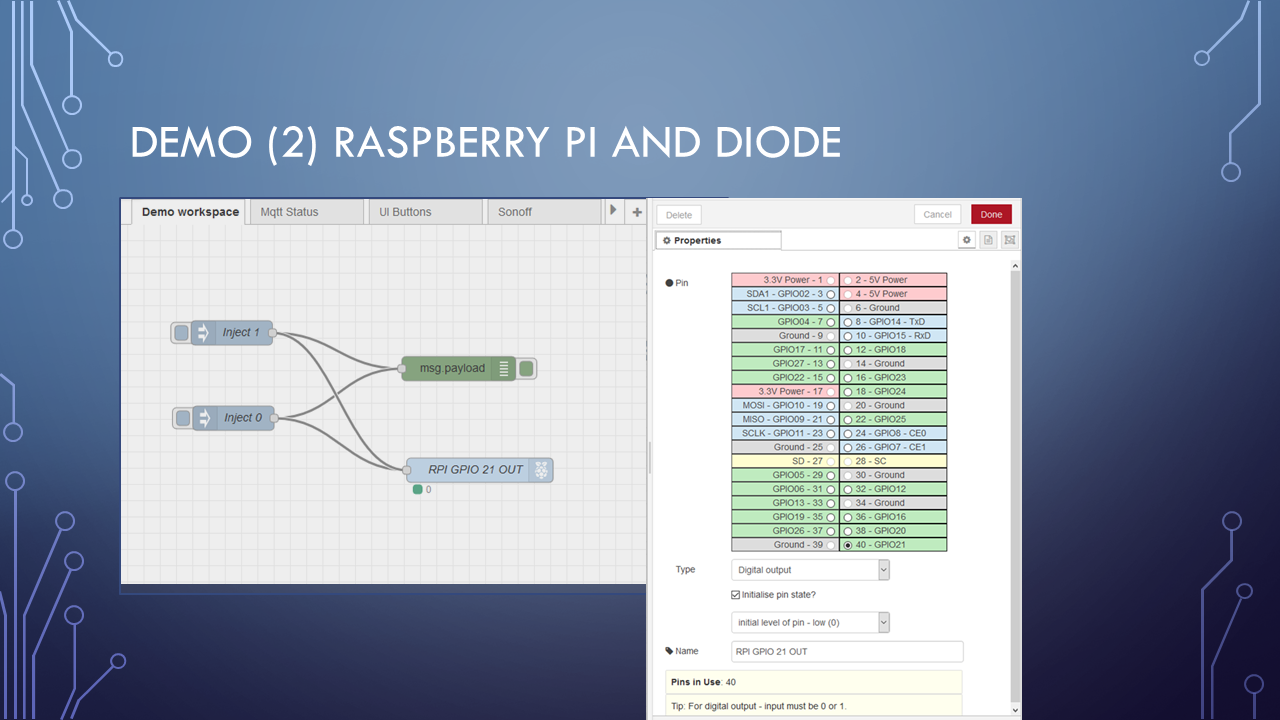 DEMO (2) RASPBERRY PI AND DIODE
Demo workspace Mqtt Status UI Buttons Sonoff
Inject 1
msg.payload
Inject 0
RPI GPIO 21 OUT
0
Delete Cancel Done
Properties
Pin
3.3V Power - 1 2 - 5V Power
SDA1 - GPIO02 - 3 4 - 5V Power
SCL1 - GPIO03 - 5 6 - Ground
GPIO04 - 7 8 - GPIO14 - TxD
Ground - 9 10 - GPIO15 - RxD
GPIO17 - 11 12 - GPIO18
GPIO27 - 13 14 - Ground
GPIO22 - 15 16 - GPIO23
3.3V Power - 17 18 - GPIO24
MOSI - GPIO10 - 19 20 - Ground
MISO - GPIO09 - 21 22 - GPIO25
SCLK - GPIO11 - 23 24 - GPIO8 - CE0
Ground - 25 26 - GPIO7 - CE1
SD - 27 28 - SC
GPIO05 - 29 30 - Ground
GPIO06 - 31 32 - GPIO12
GPIO13 - 33 34 - Ground
GPIO19 - 35 36 - GPIO16
GPIO26 - 37 38 - GPIO20
Ground - 39 40 - GPIO21
Type Digital output
Initialise pin state?
initial level of pin - low (0)
Name RPI GPIO 21 OUT
Pins in Use: 40
Tip: For digital output - input must be 0 or 1.